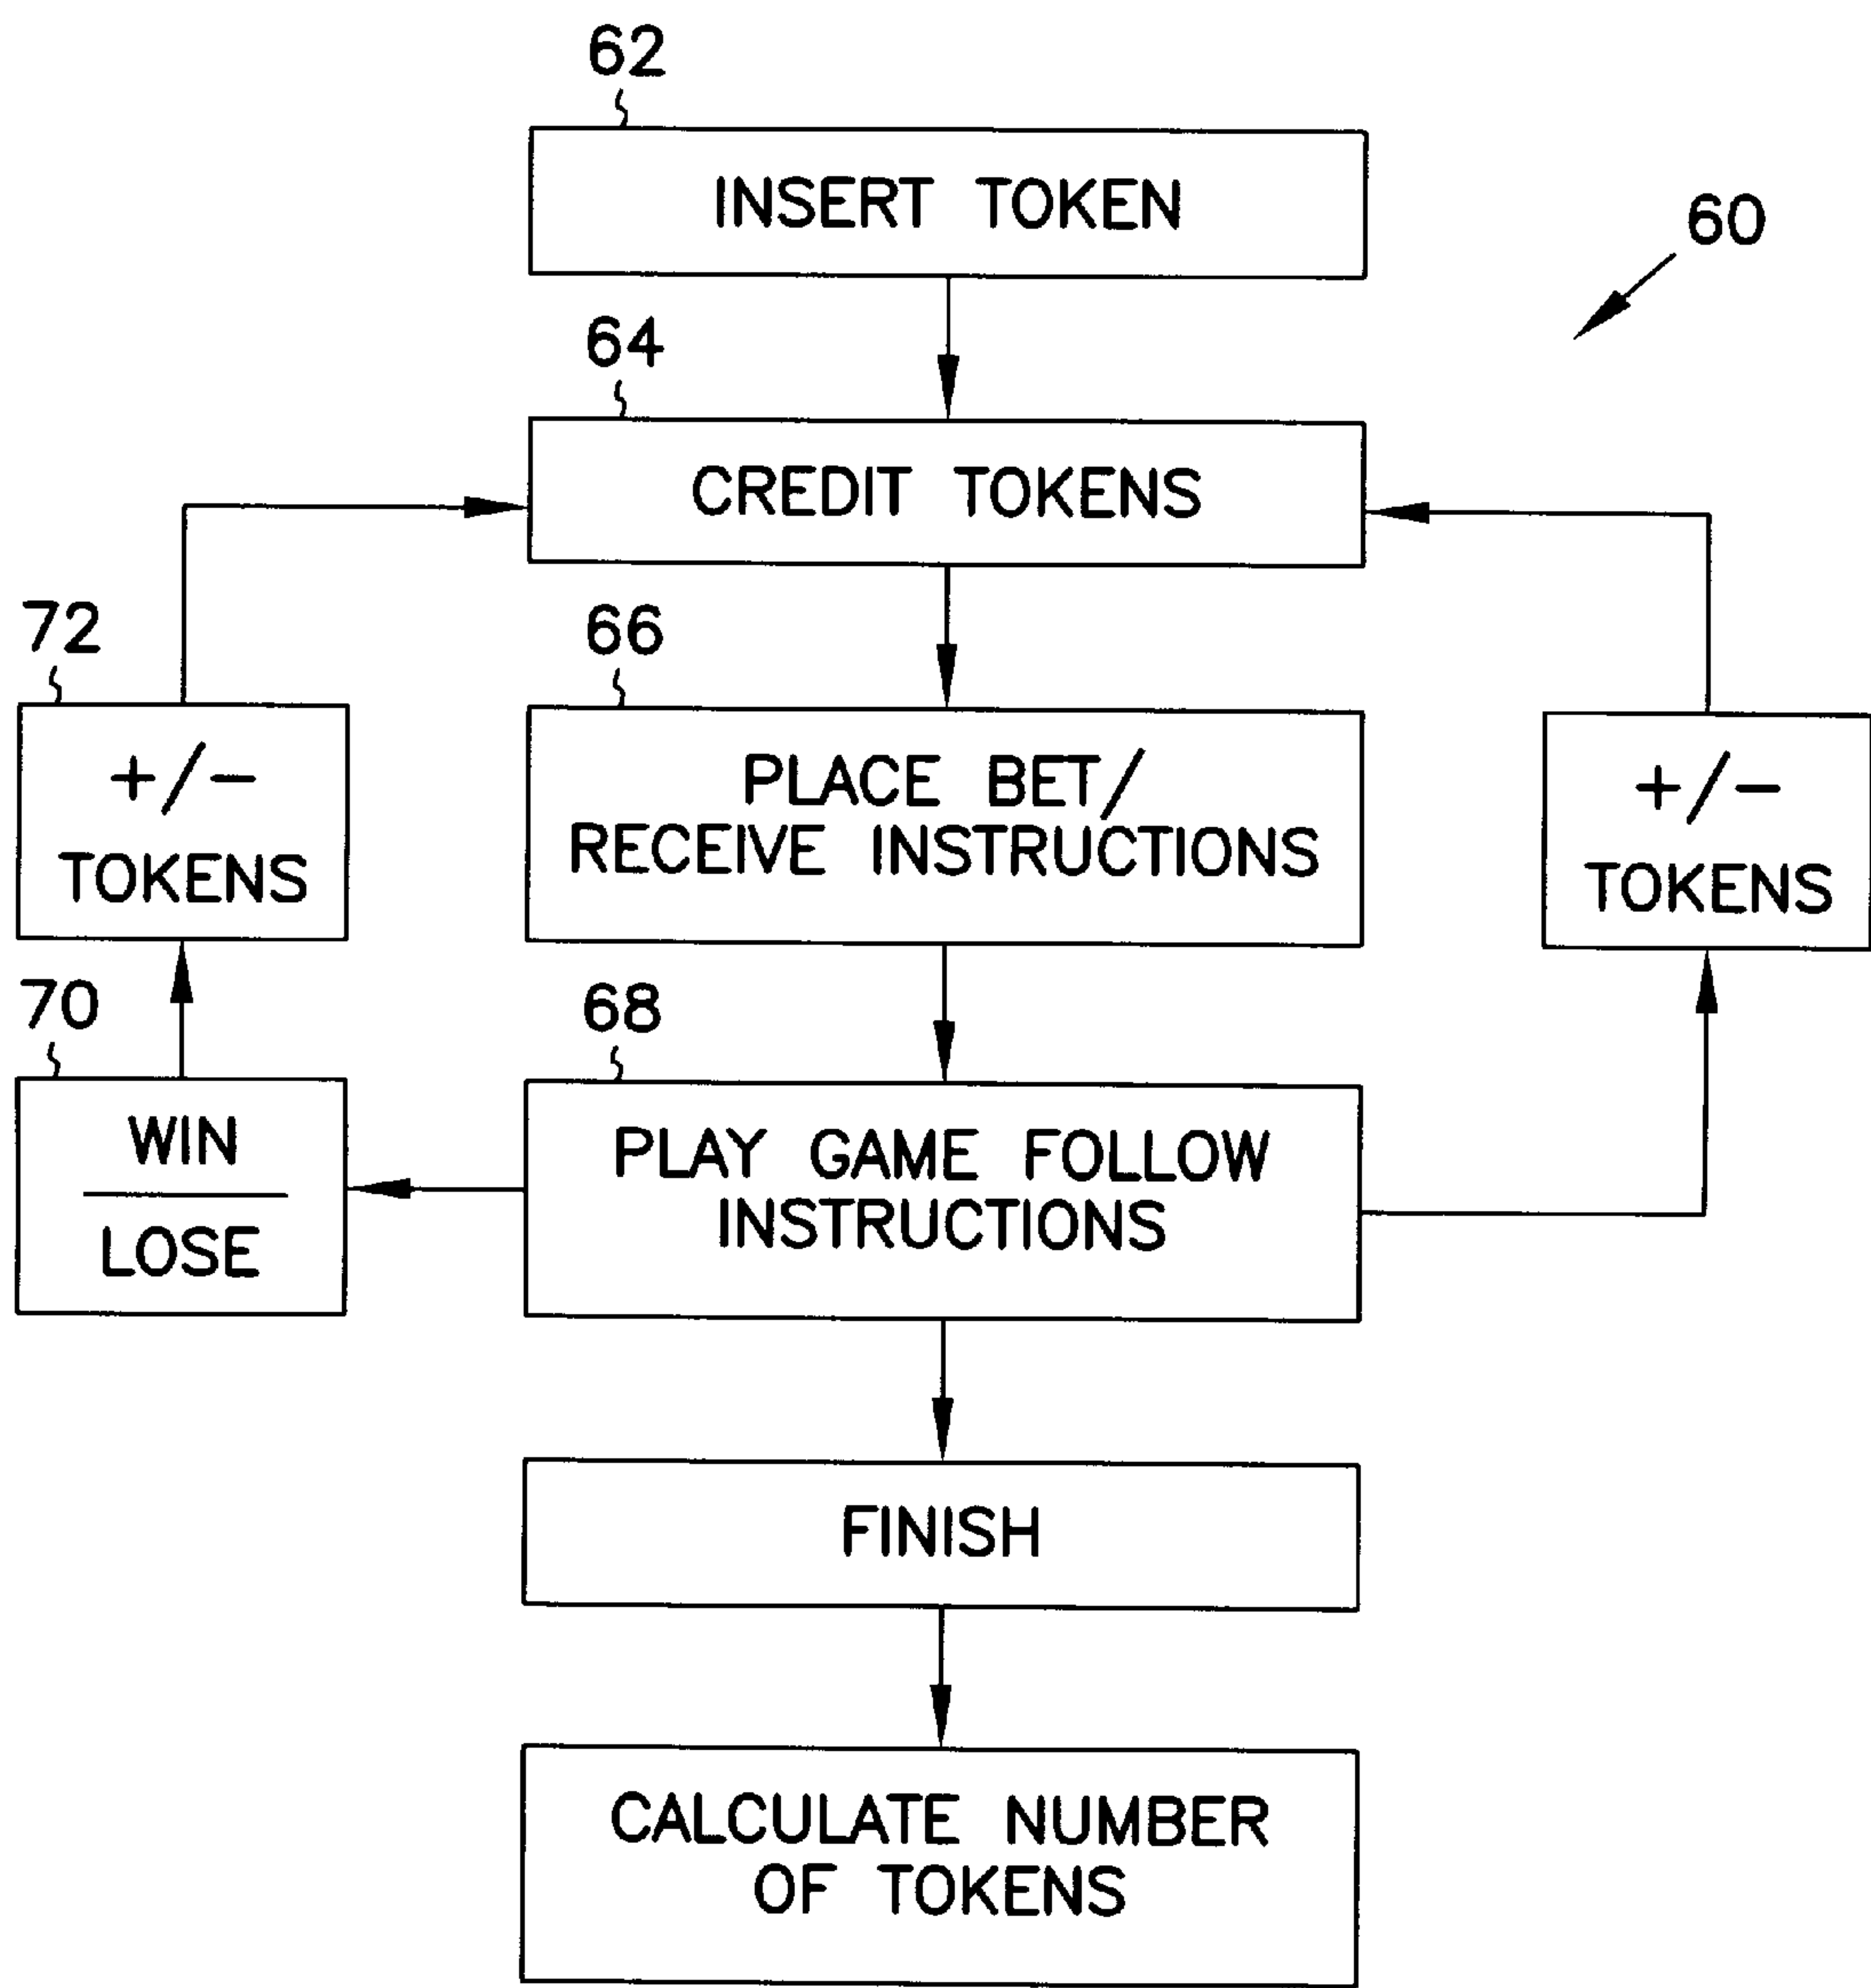 62
INSERT TOKEN
60
64
CREDIT TOKENS
72
66
+/-
TOKENS
PLACE BET/
RECEIVE INSTRUCTIONS
+/-
TOKENS
70
68
WIN
LOSE
PLAY GAME FOLLOW
INSTRUCTIONS
FINISH
CALCULATE NUMBER
OF TOKENS